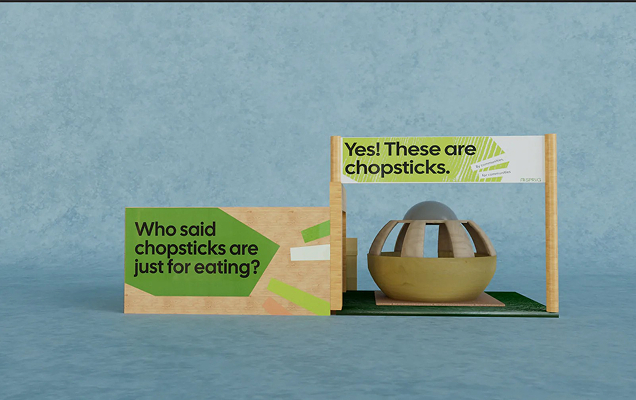 Who said
chopsticks are
just for eating?
Yes! These are
chopsticks.